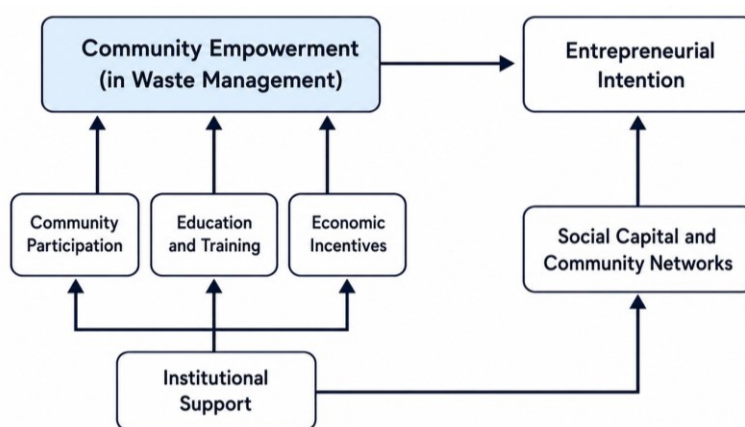 Community Empowerment
(in Waste Management)
Entrepreneurial
Intention
Community
Participation
Education
and Training
Economic
Incentives
Social Capital and
Community Networks
Institutional
Support